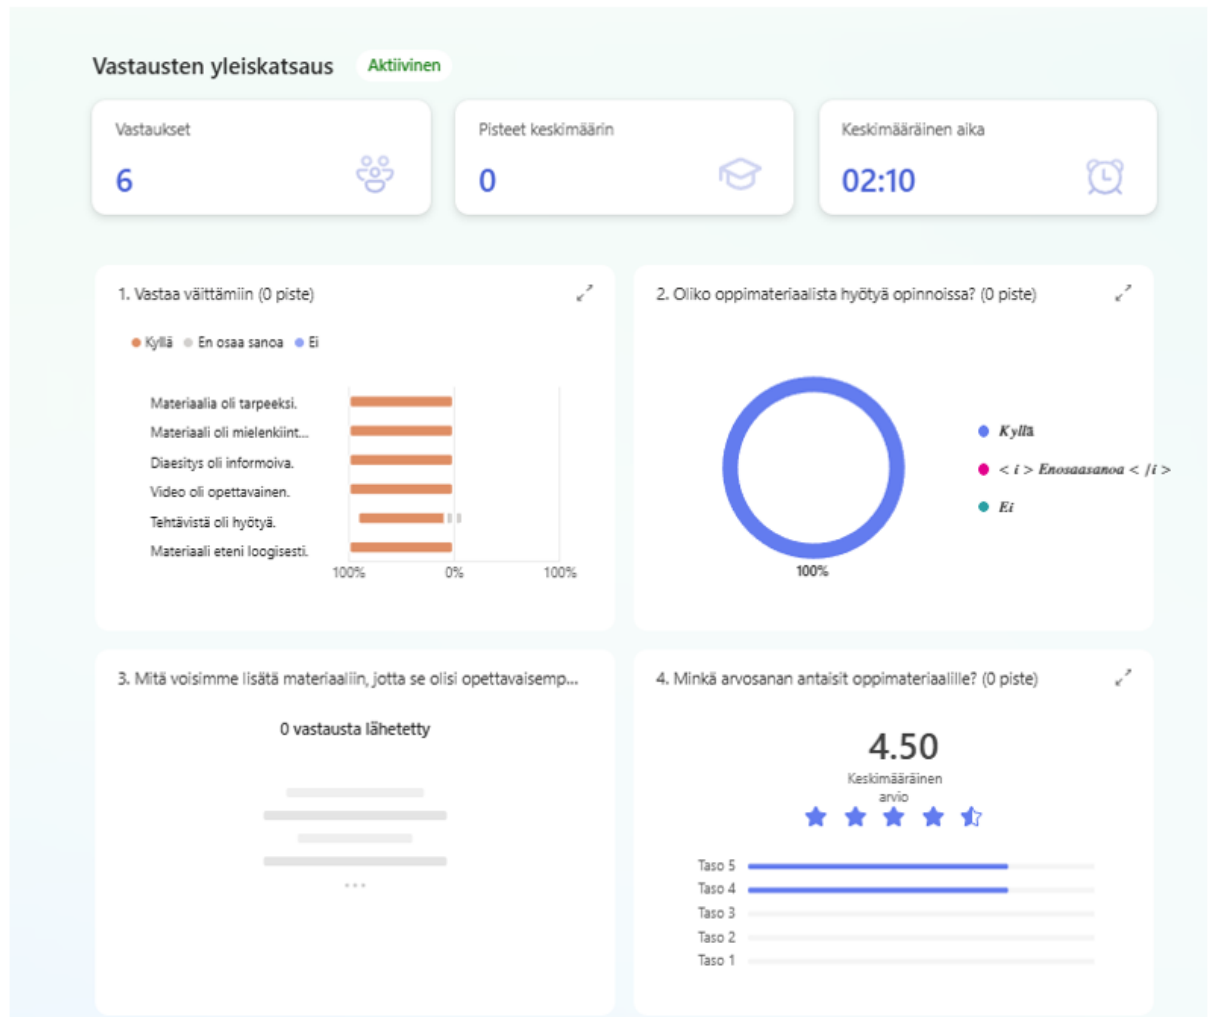 Vastausten yleiskatsaus Aktiivinen
Vastaukset
6
Pisteet keskimäärin
0
Keskimääräinen aika
02:10
1. Vastaa väittämiin (0 piste)
Kyllä En osaa sanoa Ei
Materiaalia oli tarpeeksi.
Materiaali oli mielenkiint...
Diaesitys oli informoiva.
Video oli opettavainen.
Tehtävistä oli hyötyä.
Materiaali eteni loogisesti.
100% 0% 100%
2. Oliko oppimateriaalista hyötyä opinnoissa? (0 piste)
Kyllä
< i > Enosaasanoa < /i >
Ei
100%
3. Mitä voisimme lisätä materiaaliin, jotta se olisi opettavaisemp...
0 vastausta lähetetty
...
4. Minkä arvosanan antaisit oppimateriaalille? (0 piste)
4.50
Keskimääräinen
arvio
Taso 5
Taso 4
Taso 3
Taso 2
Taso 1